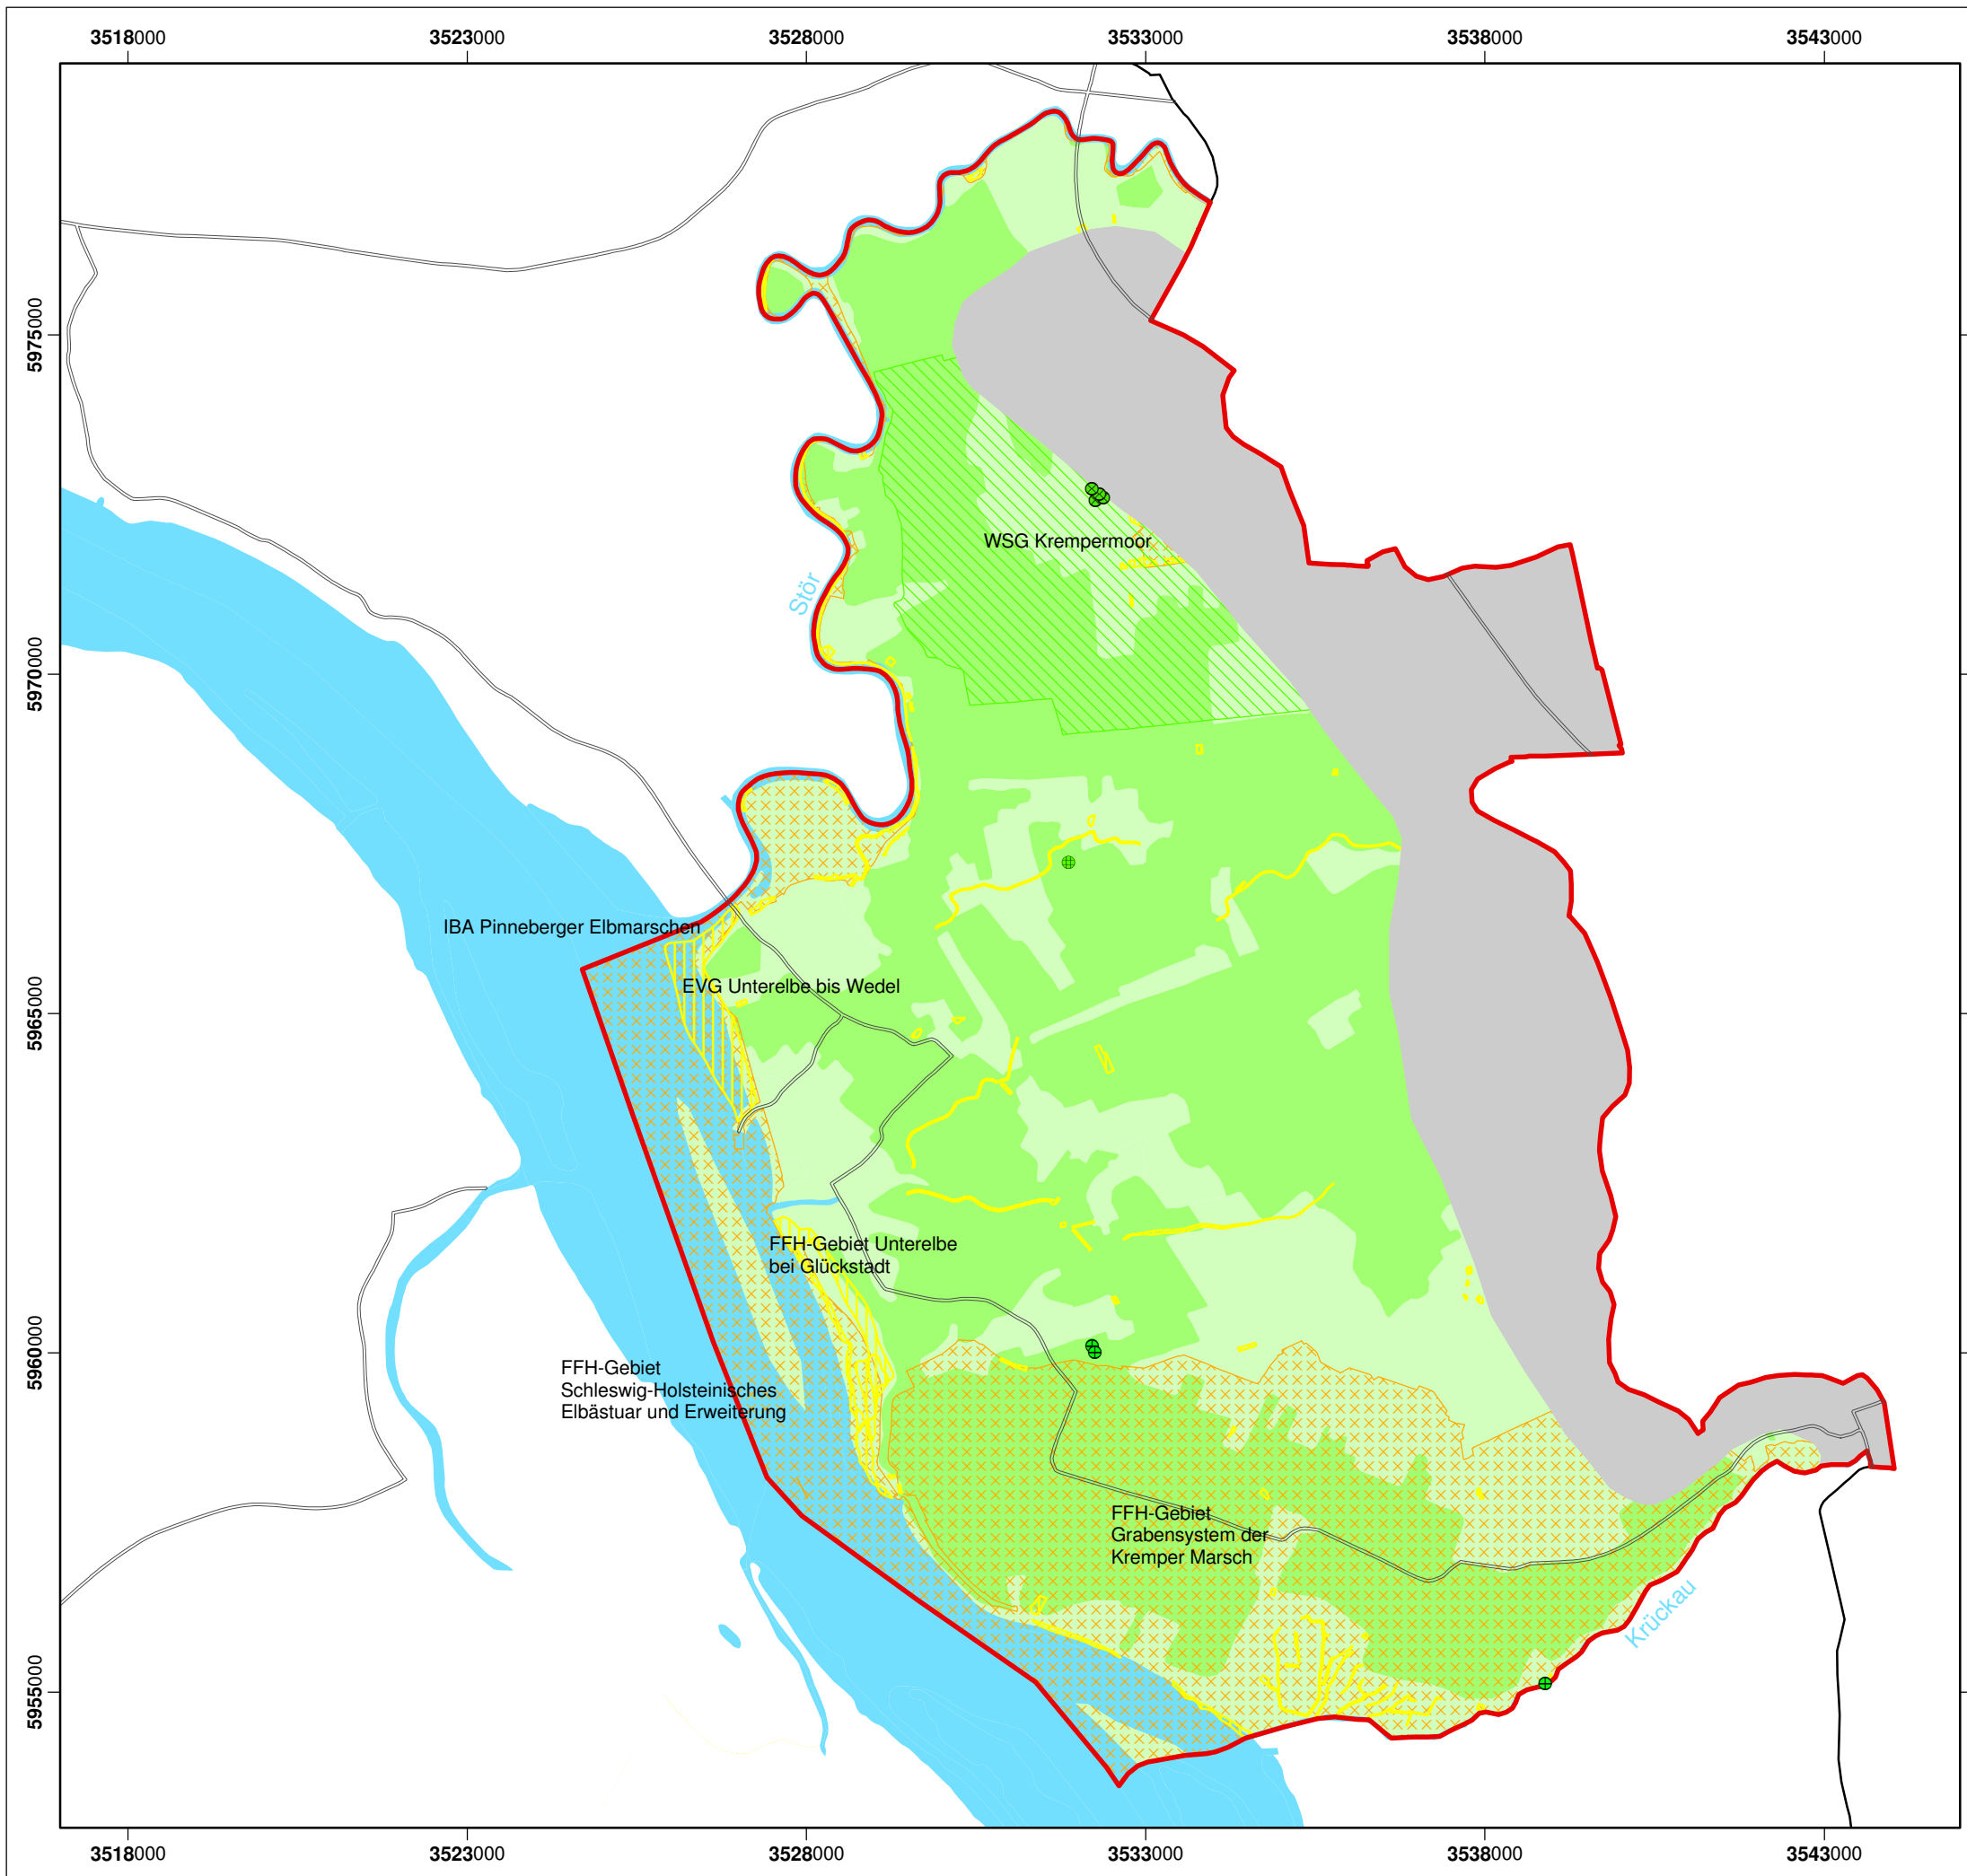 3518000 3523000 3528000 3533000 3538000 3543000
5975000
WSG Krempermoor
Stör
5970000
IBA Pinneberger Elbmarschen
EVG Unterelbe bis Wedel
5965000
FFH-Gebiet Unterelbe
bei Glückstadt
5960000
FFH-Gebiet
Schleswig-Holsteinisches
Elbästuar und Erweiterung
FFH-Gebiet
Grabensystem der
Kremper Marsch
Krückau
5955000
3518000 3523000 3528000 3533000 3538000 3543000